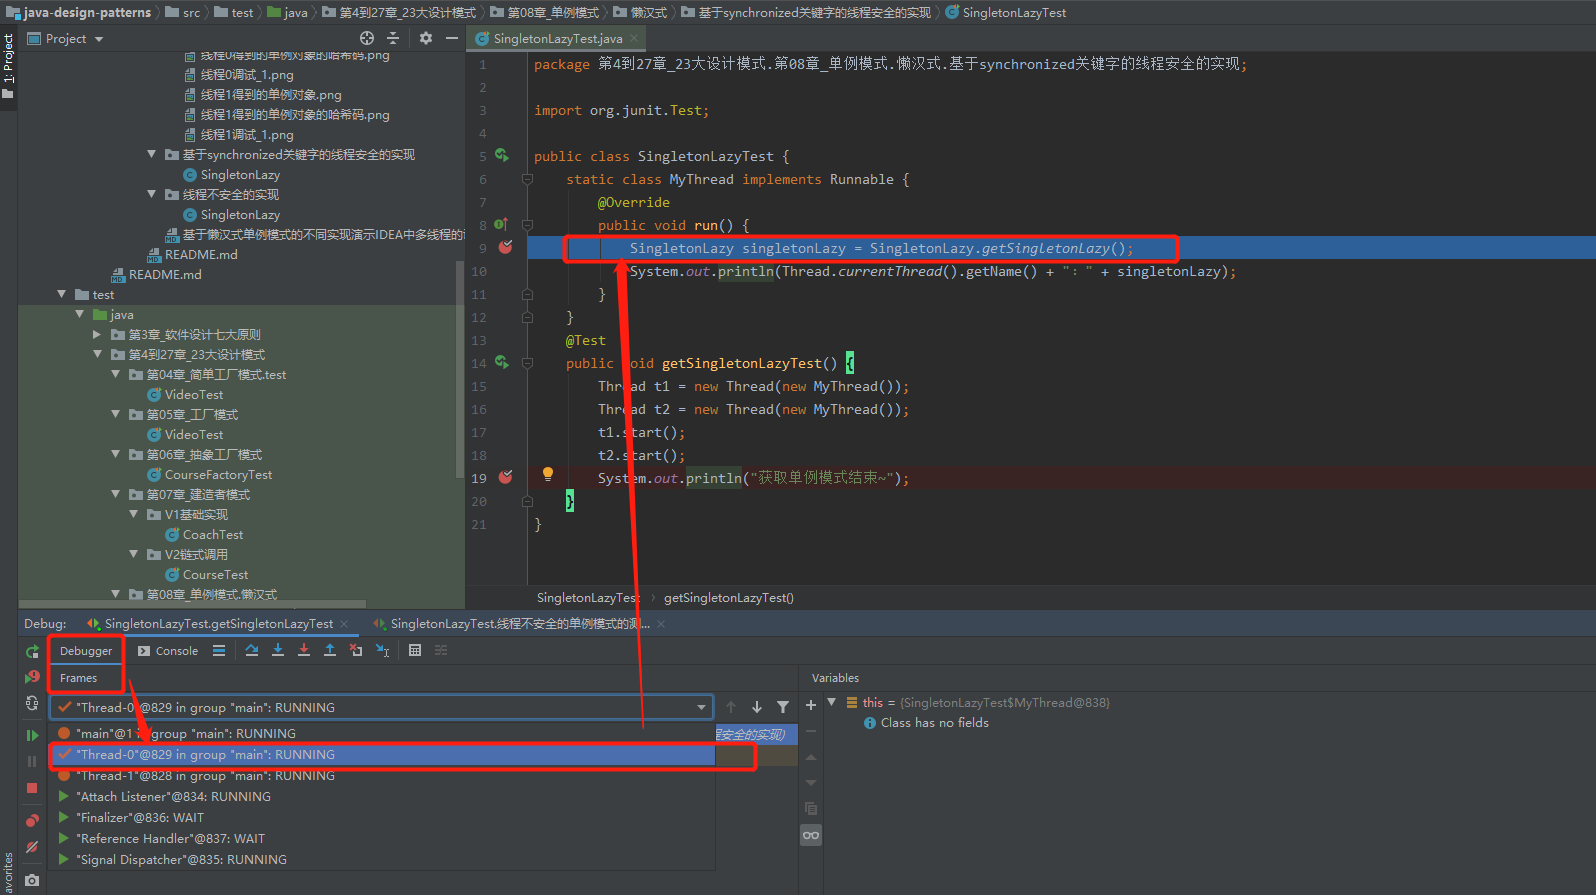 java-design-patterns src test java 第4到27章_23大设计模式 第08章_单例模式 懒汉式 基于synchronized关键字的线程安全的实现 SingletonLazyTest
1: Project
Project
SingletonLazyTest.java
线程0得到的单例对象的哈希码.png
线程0调试_1.png
线程1得到的单例对象.png
线程1得到的单例对象的哈希码.png
线程1调试_1.png
基于synchronized关键字的线程安全的实现
SingletonLazy
线程不安全的实现
SingletonLazy
基于懒汉式单例模式的不同实现演示IDEA中多线程的
README.md
README.md
test
java
第3章_软件设计七大原则
第4到27章_23大设计模式
第04章_简单工厂模式.test
VideoTest
第05章_工厂模式
VideoTest
第06章_抽象工厂模式
CourseFactoryTest
第07章_建造者模式
V1基础实现
CoachTest
V2链式调用
CourseTest
第08章_单例模式.懒汉式
1 package 第4到27章_23大设计模式.第08章_单例模式.懒汉式.基于synchronized关键字的线程安全的实现;
2
3 import org.junit.Test;
4
5 public class SingletonLazyTest {
6 static class MyThread implements Runnable {
7 @Override
8 public void run() {
9 SingletonLazy singletonLazy = SingletonLazy.getSingletonLazy();
10 System.out.println(Thread.currentThread().getName() + ": " + singletonLazy);
11 }
12 }
13 @Test
14 public void getSingletonLazyTest() {
15 Thread t1 = new Thread(new MyThread());
16 Thread t2 = new Thread(new MyThread());
17 t1.start();
18 t2.start();
19 System.out.println("获取单例模式结束~");
20 }
21 }
SingletonLazyTest › getSingletonLazyTest()
Debug: SingletonLazyTest.getSingletonLazyTest SingletonLazyTest.线程不安全的单例模式的测...
Debugger Console
Frames
Variables
"Thread-0"@829 in group "main": RUNNING
"main"@1 in group "main": RUNNING
程安全的实现)
"Thread-0"@829 in group "main": RUNNING
"Thread-1"@828 in group "main": RUNNING
"Attach Listener"@834: RUNNING
"Finalizer"@836: WAIT
"Reference Handler"@837: WAIT
"Signal Dispatcher"@835: RUNNING
this = {SingletonLazyTest$MyThread@838}
Class has no fields
avorites